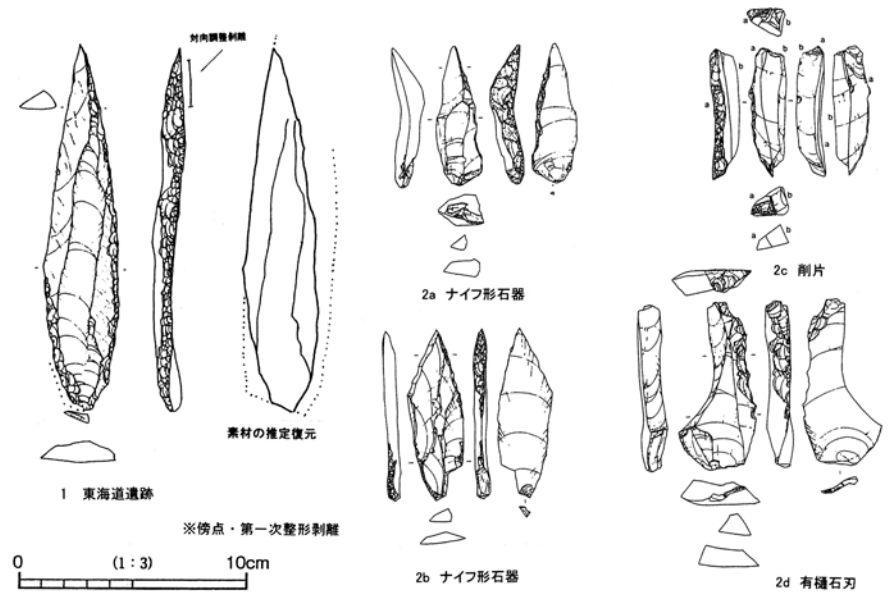 対向調整剥離
素材の推定復元
1 東海道遺跡
※傍点・第一次整形剥離
0 (1:3) 10cm
2a ナイフ形石器
2b ナイフ形石器
a b
a b b a
a b
a b
a b
a
a b
a b
2c 削片
2d 有樋石刃